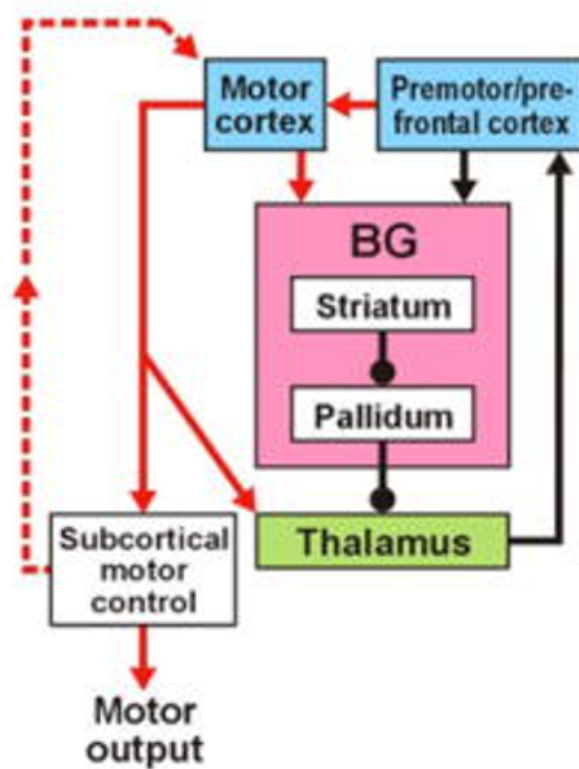 Motor
cortex
Premotor/pre-
frontal cortex
BG
Striatum
Pallidum
Subcortical
motor
control
Thalamus
Motor
output